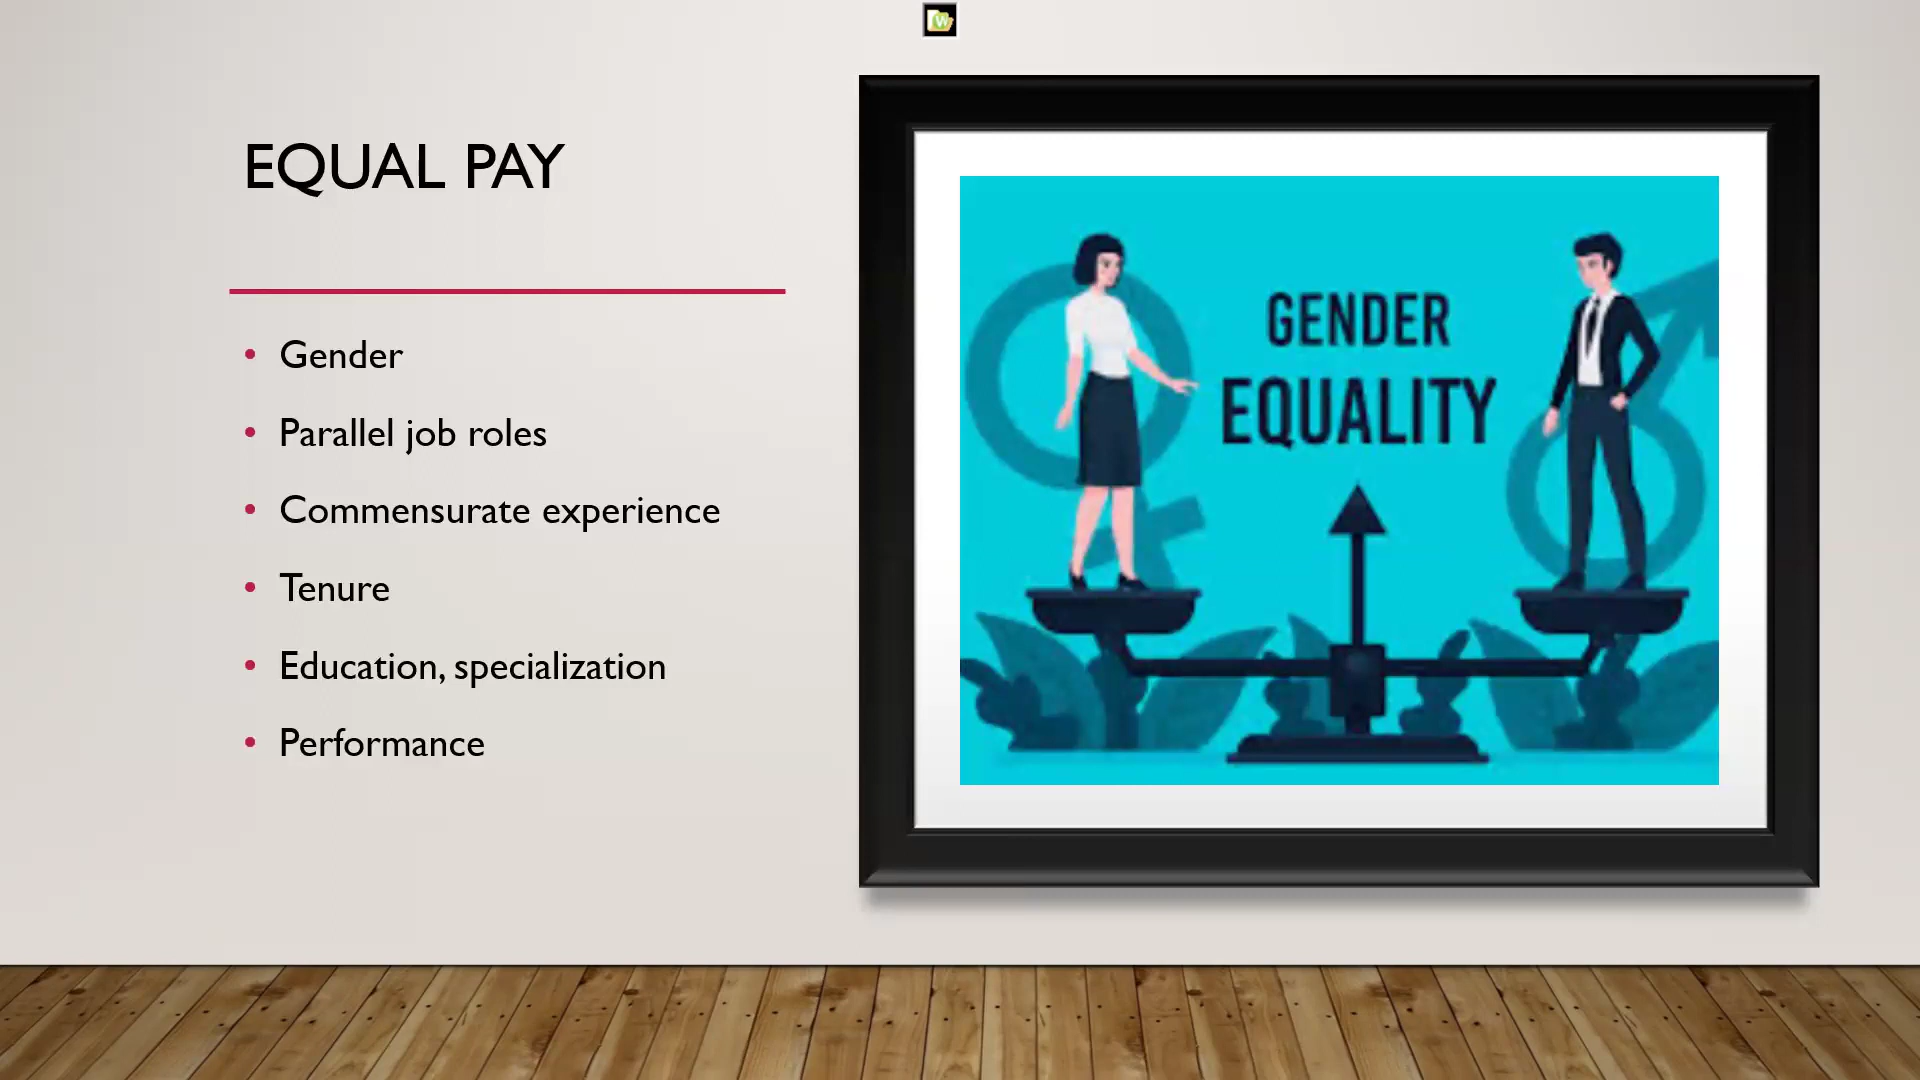 EQUAL PAY
Gender
Parallel job roles
Commensurate experience
Tenure
Education, specialization
Performance
GENDER
EQUALITY